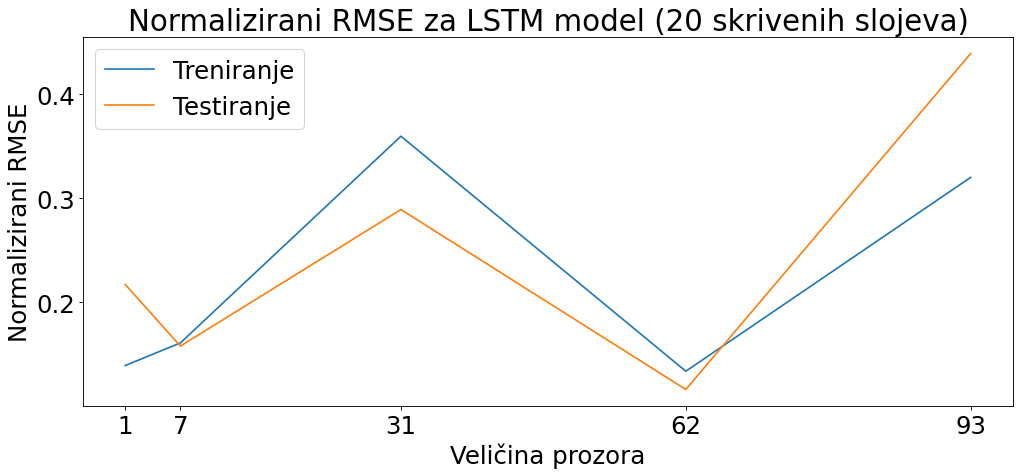 Normalizirani RMSE za LSTM model (20 skrivenih slojeva)
Treniranje
Testiranje
Normalizirani RMSE
0.4
0.3
0.2
1 7 31 62 93
Veličina prozora